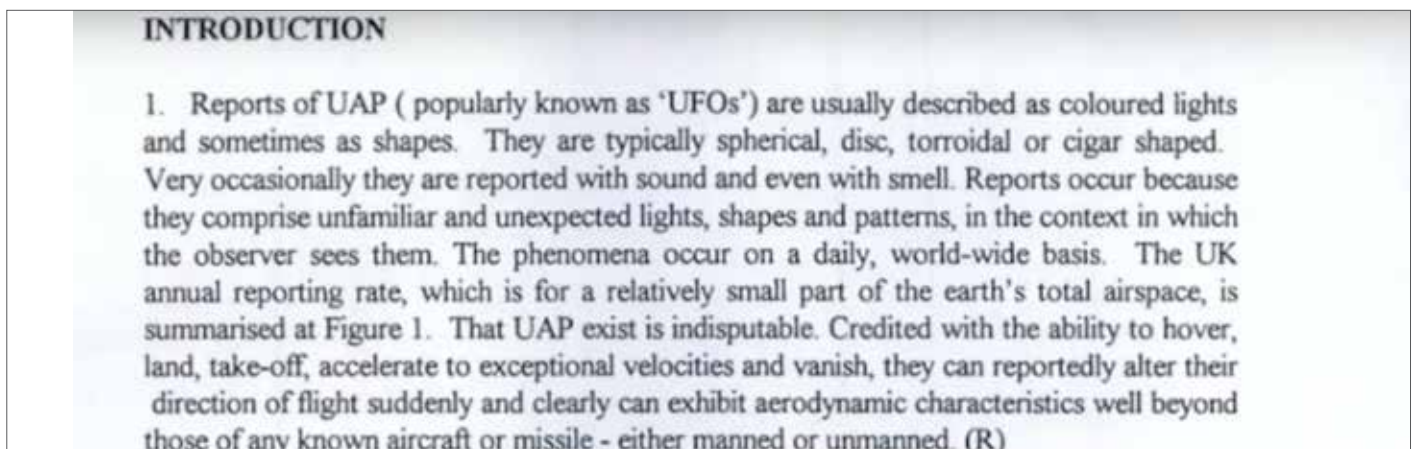 INTRODUCTION
1. Reports of UAP ( popularly known as ‘UFOs’) are usually described as coloured lights
and sometimes as shapes. They are typically spherical, disc, torroidal or cigar shaped.
Very occasionally they are reported with sound and even with smell. Reports occur because
they comprise unfamiliar and unexpected lights, shapes and patterns, in the context in which
the observer sees them. The phenomena occur on a daily, world-wide basis. The UK
annual reporting rate, which is for a relatively small part of the earth's total airspace, is
summarised at Figure 1. That UAP exist is indisputable. Credited with the ability to hover,
land, take-off, accelerate to exceptional velocities and vanish, they can reportedly alter their
direction of flight suddenly and clearly can exhibit aerodynamic characteristics well beyond
those of any known aircraft or missile - either manned or unmanned. (R)